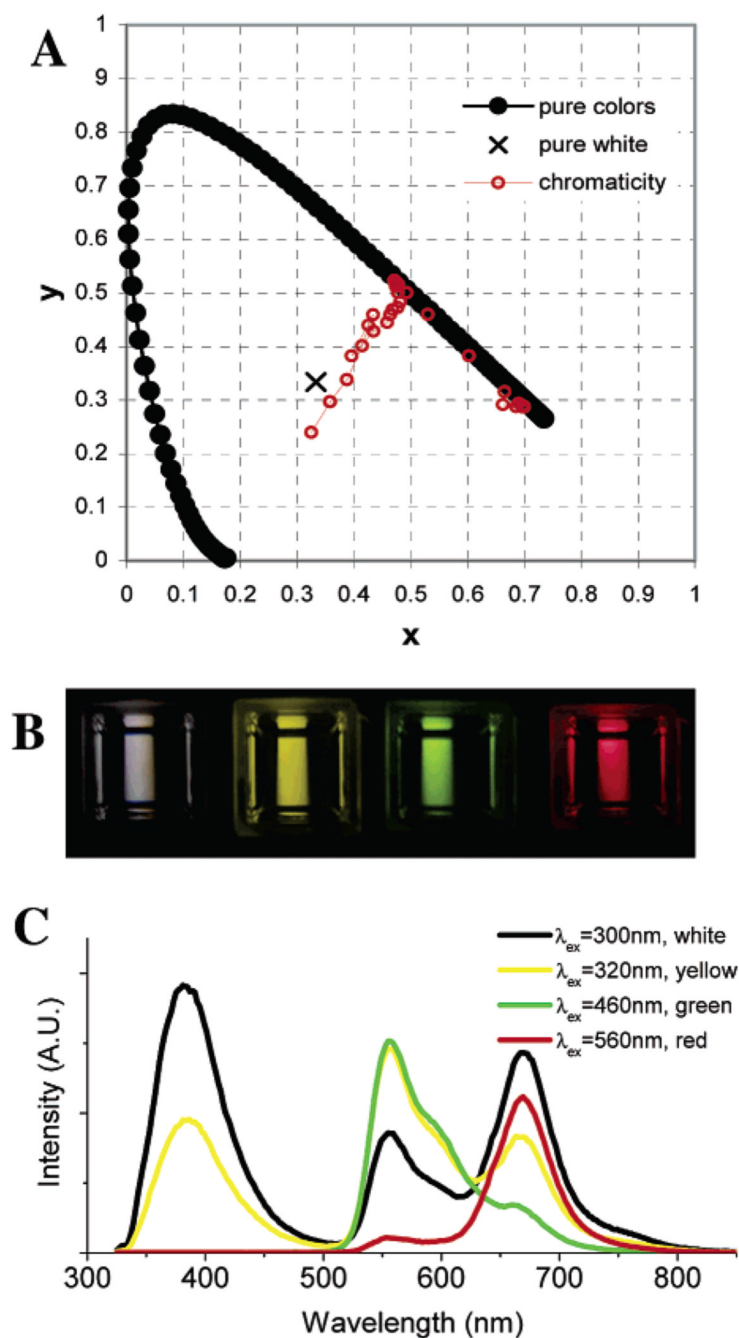 A
1
0.9
0.8
0.7
0.6
0.5
0.4
0.3
0.2
0.1
0
y
pure colors
pure white
chromaticity
0 0.1 0.2 0.3 0.4 0.5 0.6 0.7 0.8 0.9 1
x
B
C
λex=300nm, white
λex=320nm, yellow
λex=460nm, green
λex=560nm, red
Intensity (A.U.)
300 400 500 600 700 800
Wavelength (nm)